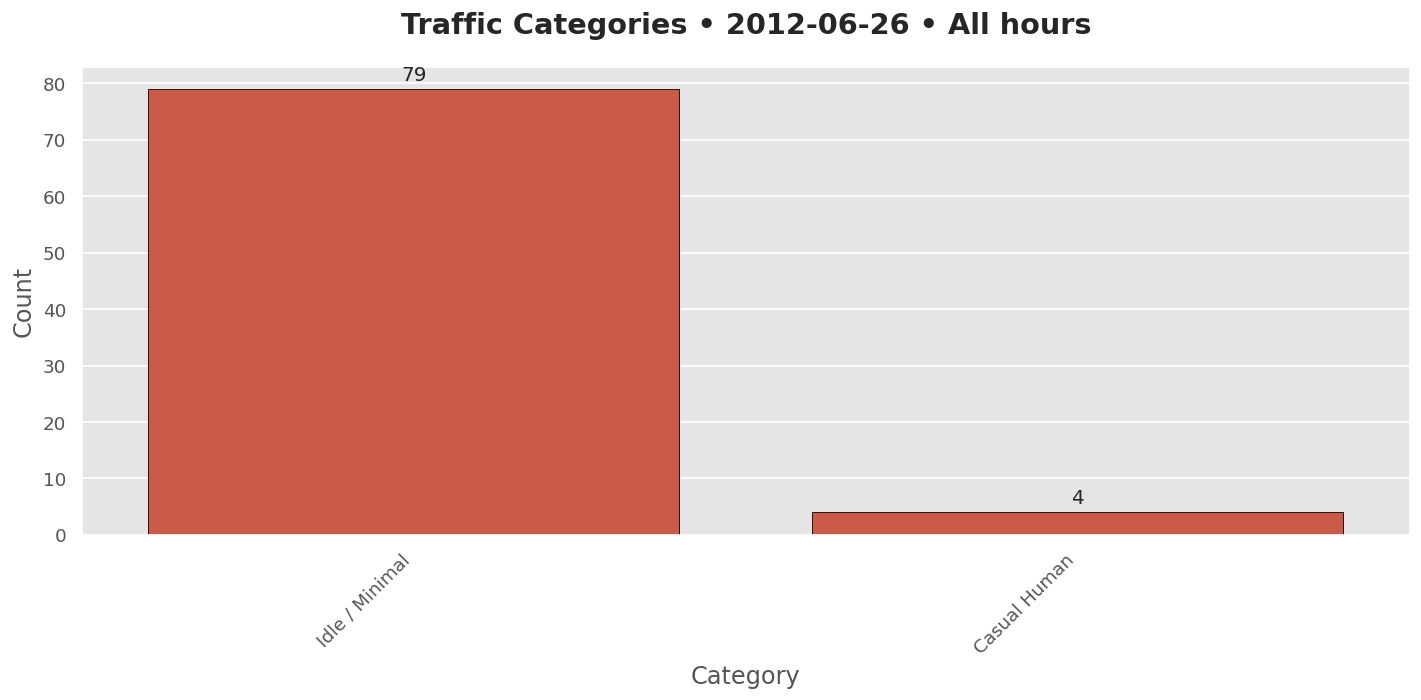 Traffic Categories • 2012-06-26 • All hours
79
80
70
60
50
40
30
20
10
0
Count
4
Idle / Minimal
Casual Human
Category